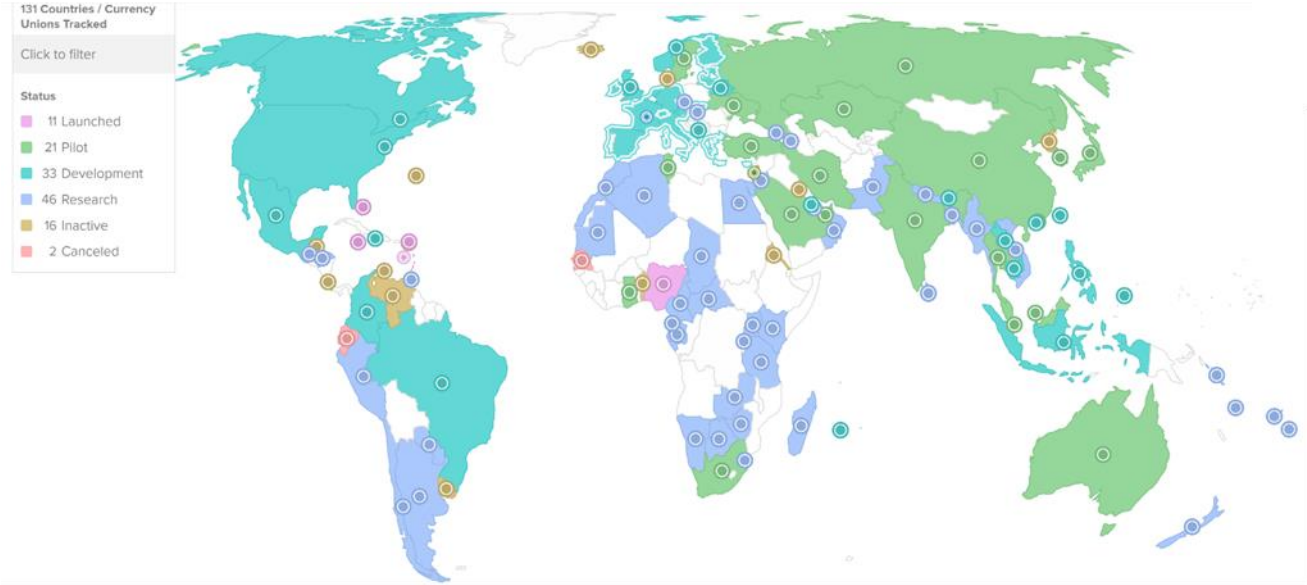 131 Countries / Currency
Unions Tracked
Click to filter
Status
11 Launched
21 Pilot
33 Development
46 Research
16 Inactive
2 Canceled